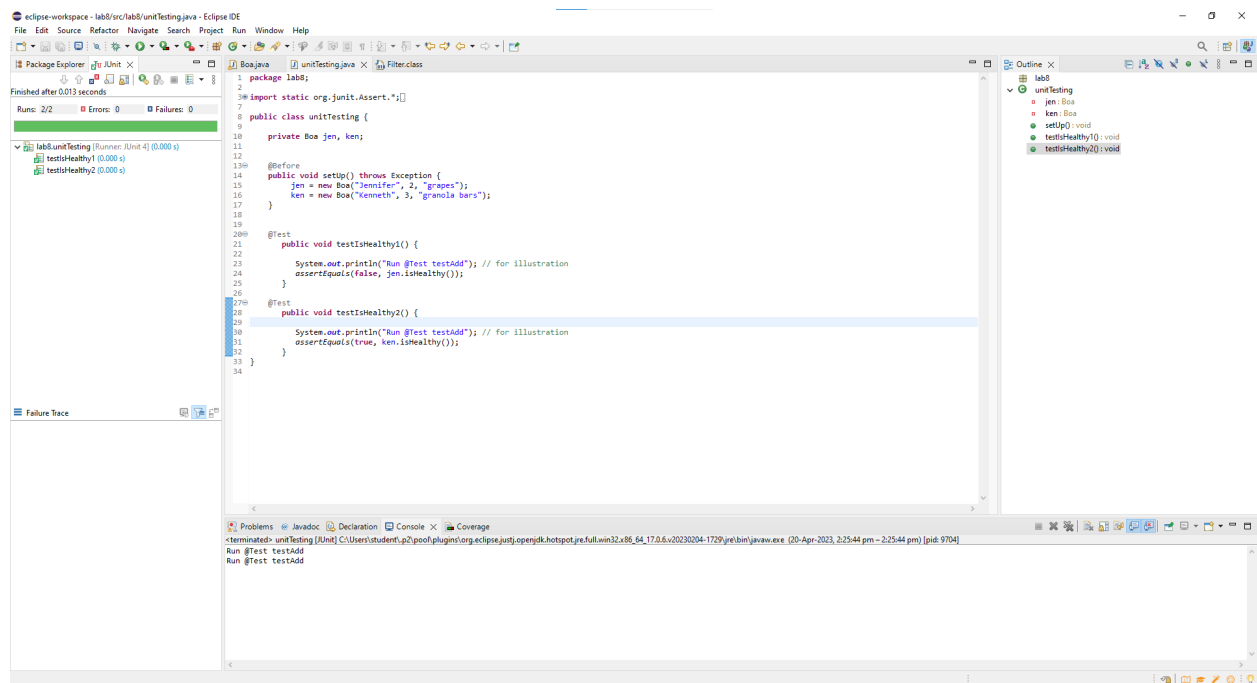 eclipse-workspace - lab8/src/lab8/unitTesting.java - Eclipse IDE
File Edit Source Refactor Navigate Search Project Run Window Help
Package Explorer JUnit
Finished after 0.013 seconds
Runs: 2/2 Errors: 0 Failures: 0
lab8.unitTesting [Runner: JUnit 4] (0.000 s)
testIsHealthy1 (0.000 s)
testIsHealthy2 (0.000 s)
Failure Trace
Boa.java unitTesting.java Filter.class
1 package lab8;
2
3 import static org.junit.Assert.*;
7
8 public class unitTesting {
9
10 private Boa jen, ken;
11
12
13 @Before
14 public void setUp() throws Exception {
15 jen = new Boa("Jennifer", 2, "grapes");
16 ken = new Boa("Kenneth", 3, "granola bars");
17 }
18
19
20 @Test
21 public void testIsHealthy1() {
22
23 System.out.println("Run @Test testAdd"); // for illustration
24 assertEquals(false, jen.isHealthy());
25 }
26
27 @Test
28 public void testIsHealthy2() {
29
30 System.out.println("Run @Test testAdd"); // for illustration
31 assertEquals(true, ken.isHealthy());
32 }
33 }
34
Outline
lab8
unitTesting
jen : Boa
ken : Boa
setUp() : void
testIsHealthy1() : void
testIsHealthy2() : void
Problems Javadoc Declaration Console Coverage
<terminated> unitTesting [JUnit] C:\Users\student\.p2\pool\plugins\org.eclipse.justj.openjdk.hotspot.jre.full.win32.x86_64_17.0.6.v20230204-1729\jre\bin\javaw.exe (20-Apr-2023, 2:25:44 pm – 2:25:44 pm) [pid: 9704]
Run @Test testAdd
Run @Test testAdd